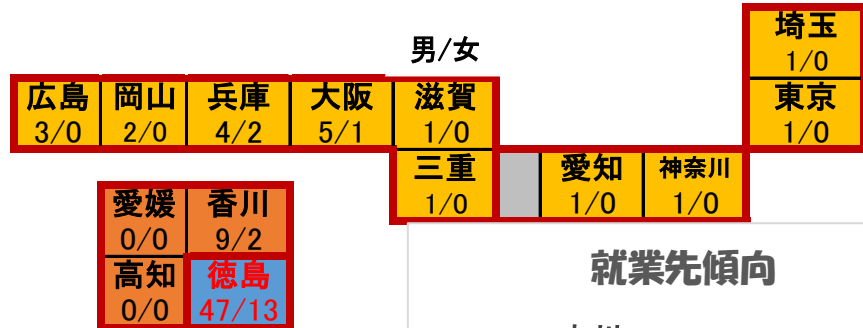 男/女
埼玉
1/0
広島 岡山 兵庫 大阪 滋賀 東京
3/0 2/0 4/2 5/1 1/0 1/0
三重 愛知 神奈川
1/0 1/0 1/0
愛媛 香川
0/0 9/2
高知 徳島
0/0 47/13
就業先傾向